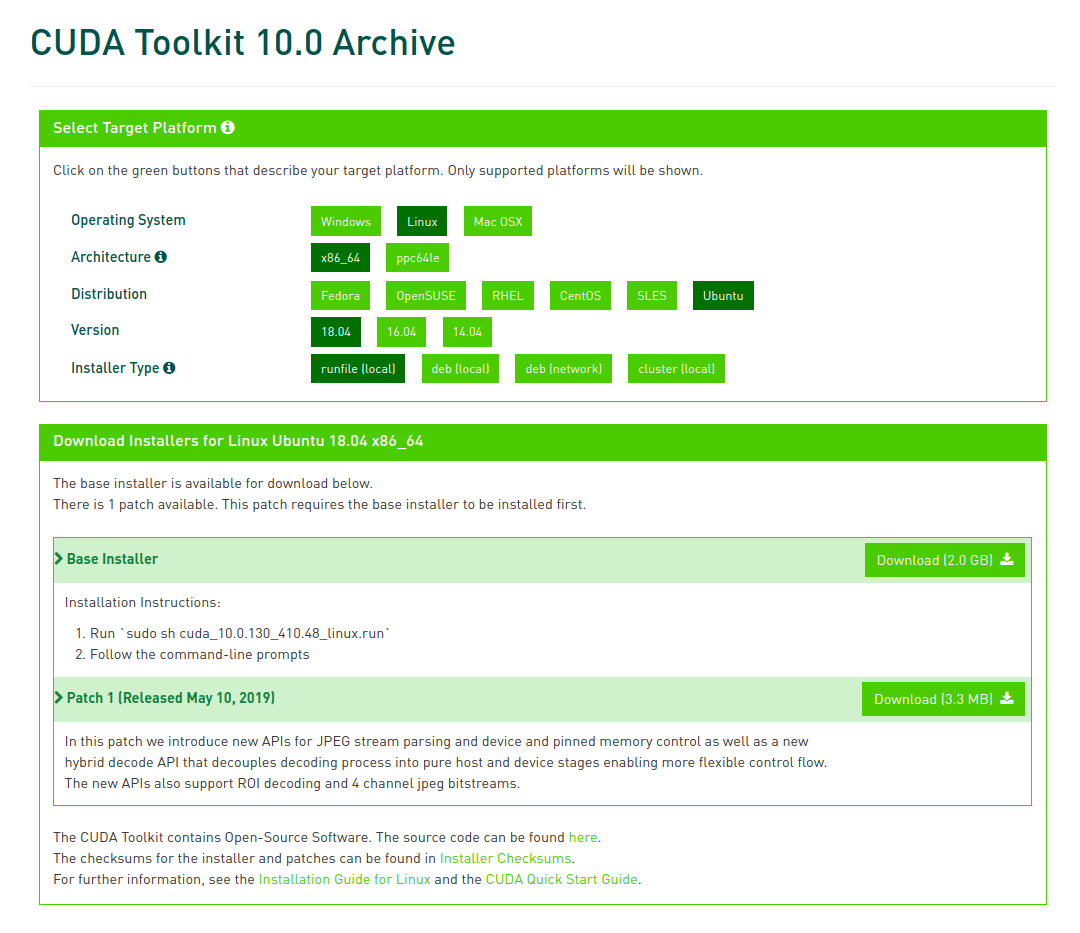 CUDA Toolkit 10.0 Archive
Select Target Platform
Click on the green buttons that describe your target platform. Only supported platforms will be shown.
Operating System Windows Linux Mac OSX
Architecture x86_64 ppc64le
Distribution Fedora OpenSUSE RHEL CentOS SLES Ubuntu
Version 18.04 16.04 14.04
Installer Type runfile (local) deb (local) deb (network) cluster (local)
Download Installers for Linux Ubuntu 18.04 x86_64
The base installer is available for download below.
There is 1 patch available. This patch requires the base installer to be installed first.
Base Installer Download (2.0 GB)
Installation Instructions:
1. Run `sudo sh cuda_10.0.130_410.48_linux.run`
2. Follow the command-line prompts
Patch 1 (Released May 10, 2019) Download (3.3 MB)
In this patch we introduce new APIs for JPEG stream parsing and device and pinned memory control as well as a new
hybrid decode API that decouples decoding process into pure host and device stages enabling more flexible control flow.
The new APIs also support ROI decoding and 4 channel jpeg bitstreams.
The CUDA Toolkit contains Open-Source Software. The source code can be found here.
The checksums for the installer and patches can be found in Installer Checksums.
For further information, see the Installation Guide for Linux and the CUDA Quick Start Guide.